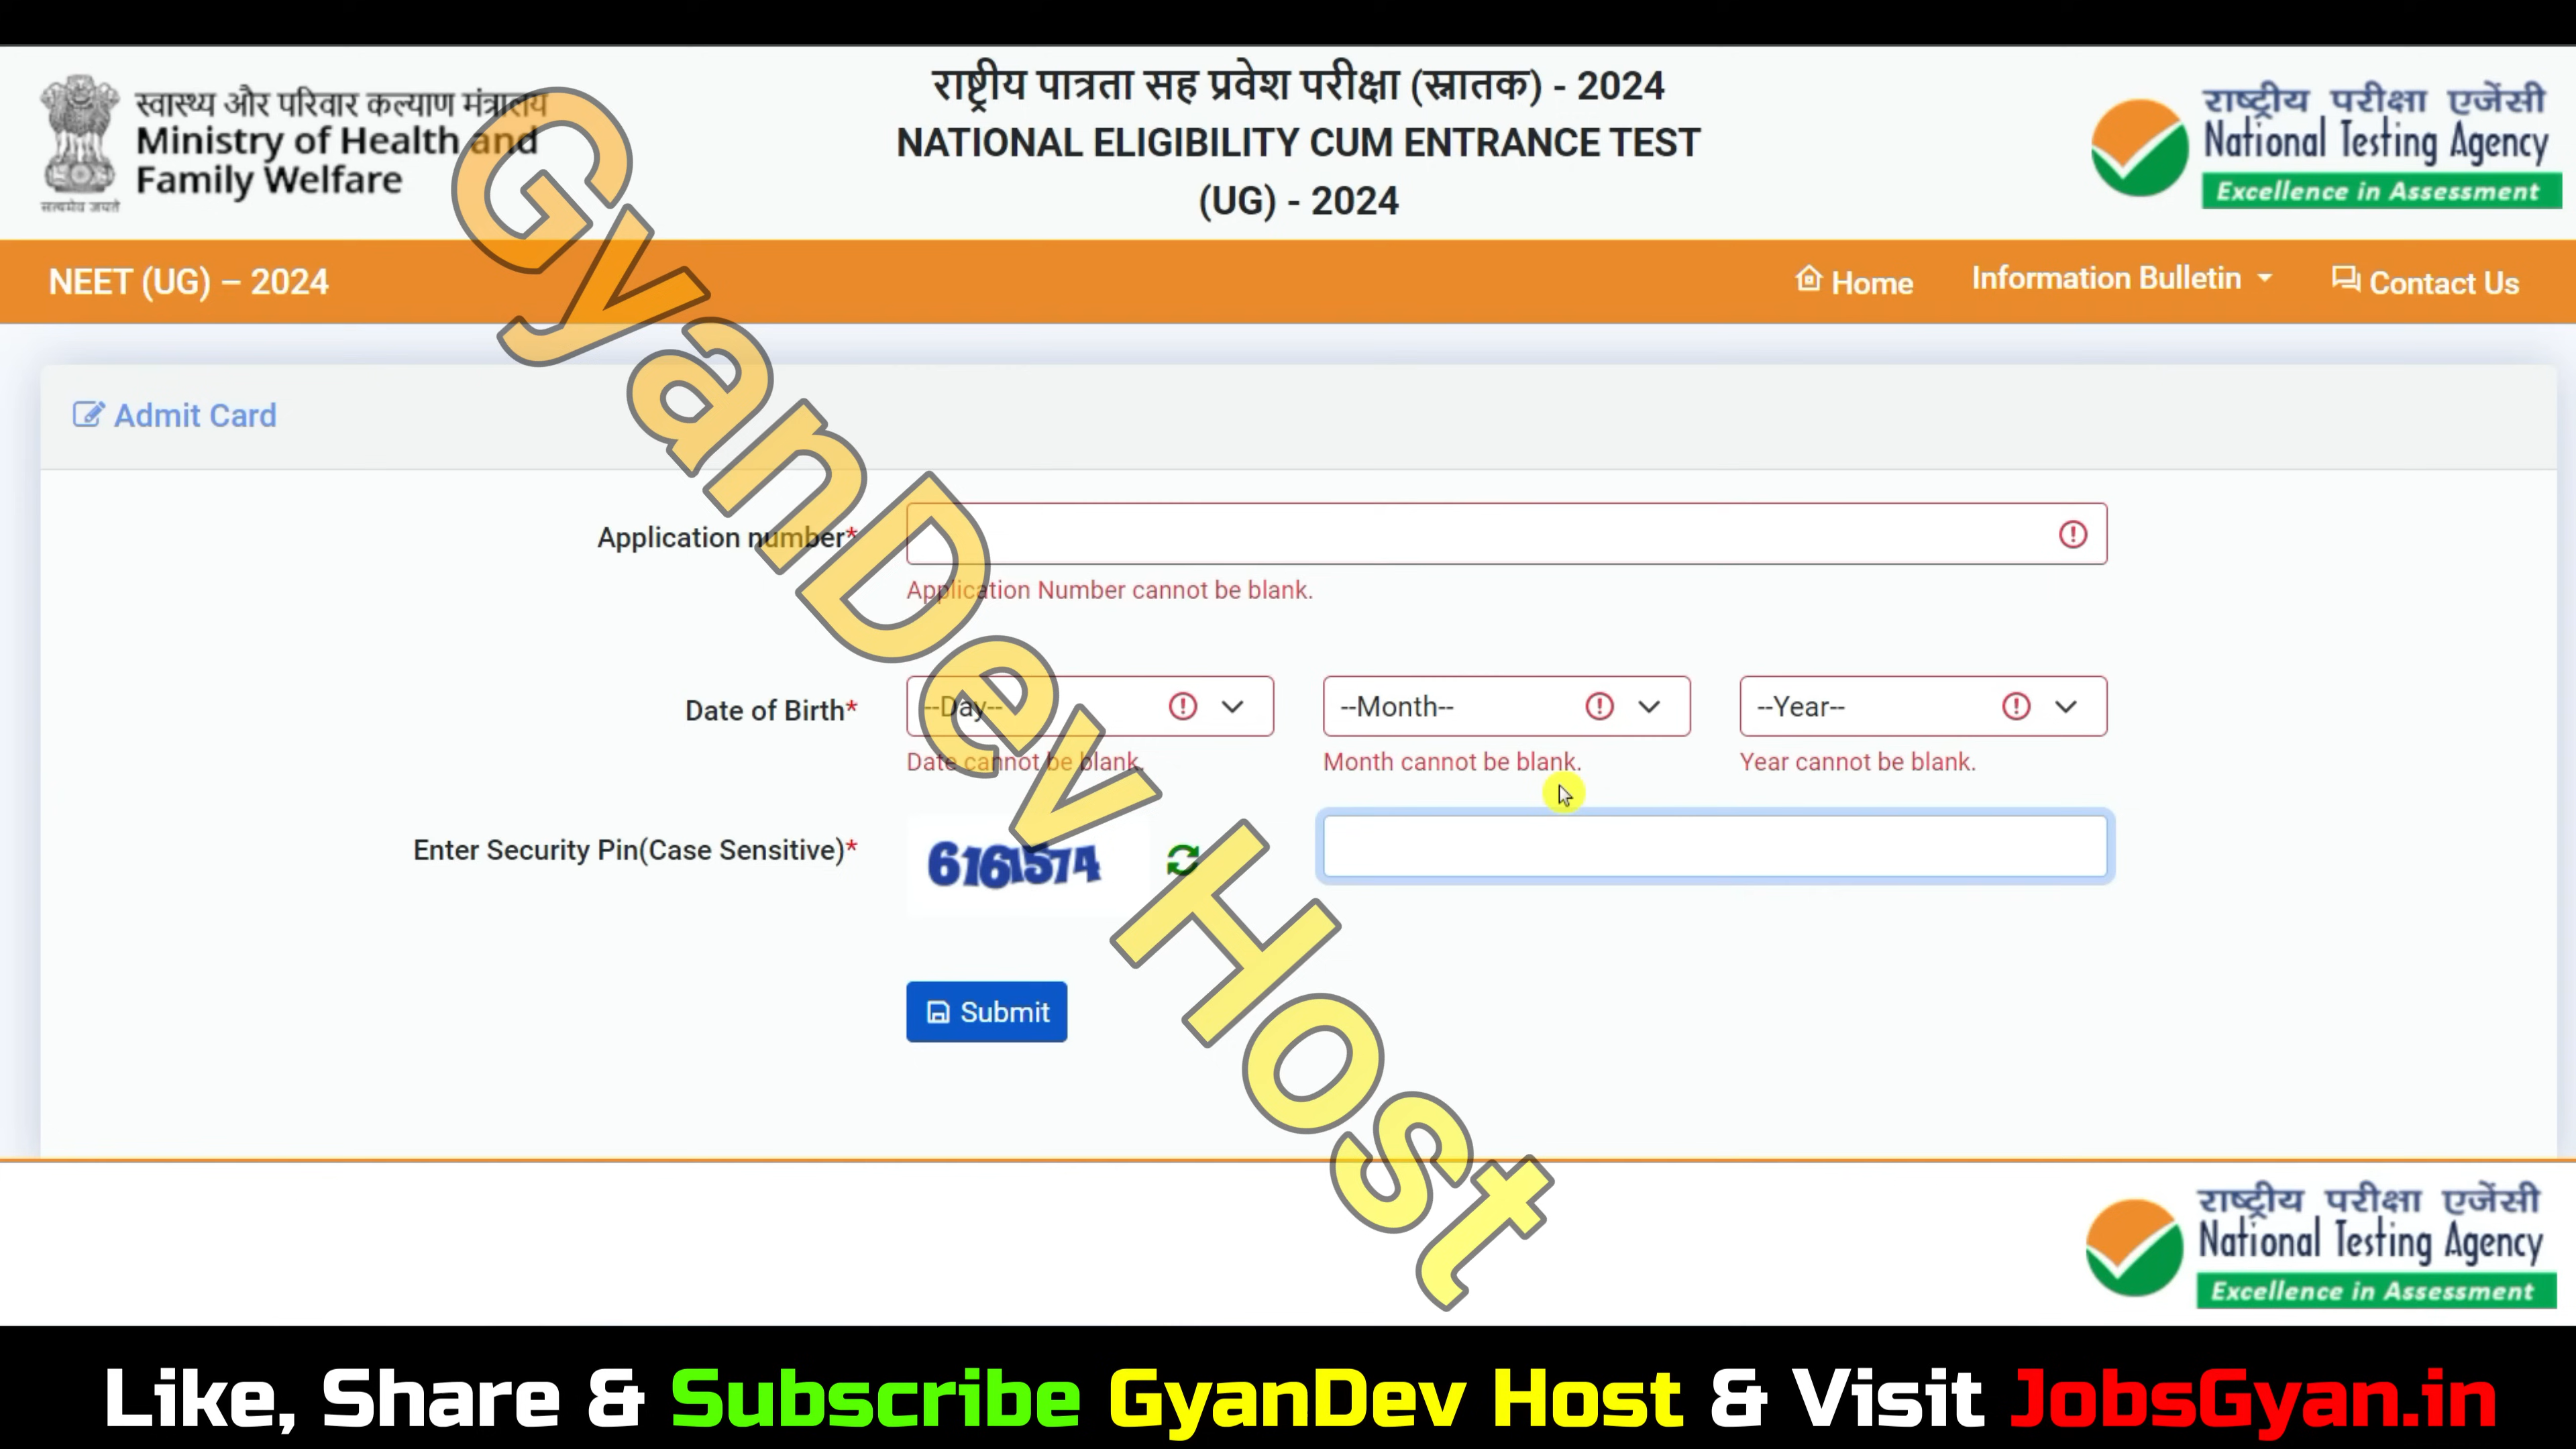 स्वास्थ्य और परिवार कल्याण मंत्रालय
Ministry of Health and
Family Welfare
सत्यमेव जयते
राष्ट्रीय पात्रता सह प्रवेश परीक्षा (स्नातक) - 2024
NATIONAL ELIGIBILITY CUM ENTRANCE TEST
(UG) - 2024
राष्ट्रीय परीक्षा एजेंसी
National Testing Agency
Excellence in Assessment
NEET (UG) – 2024
Home Information Bulletin Contact Us
Admit Card
Application number*
Application Number cannot be blank.
Date of Birth* --Day-- --Month-- --Year--
Date cannot be blank. Month cannot be blank. Year cannot be blank.
Enter Security Pin(Case Sensitive)* 6161574
Submit
GyanDev Host
राष्ट्रीय परीक्षा एजेंसी
National Testing Agency
Excellence in Assessment
Like, Share & Subscribe GyanDev Host & Visit JobsGyan.in